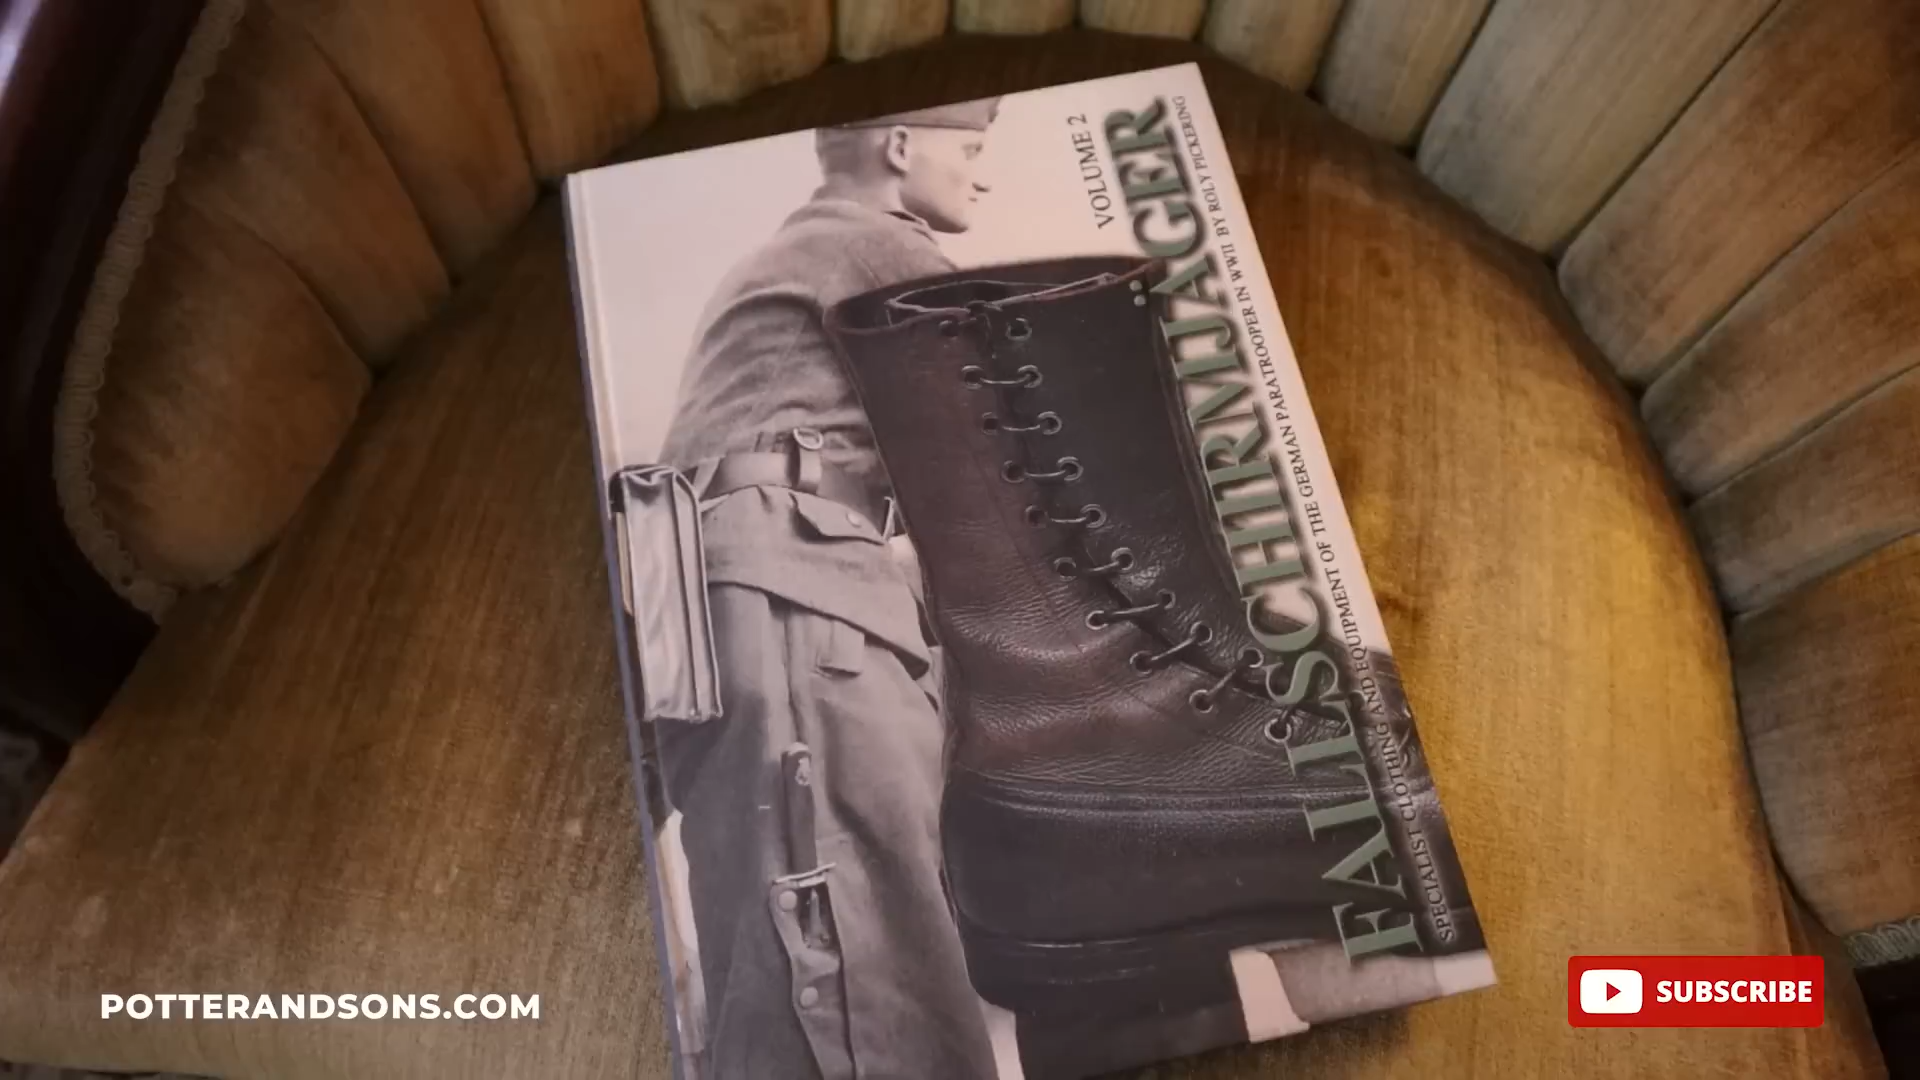 VOLUME 2
FALLSCHIRMJÄGER
SPECIALIST CLOTHING AND EQUIPMENT OF THE GERMAN PARATROOPER IN WWII BY ROLY PICKERING
POTTERANDSONS.COM
SUBSCRIBE